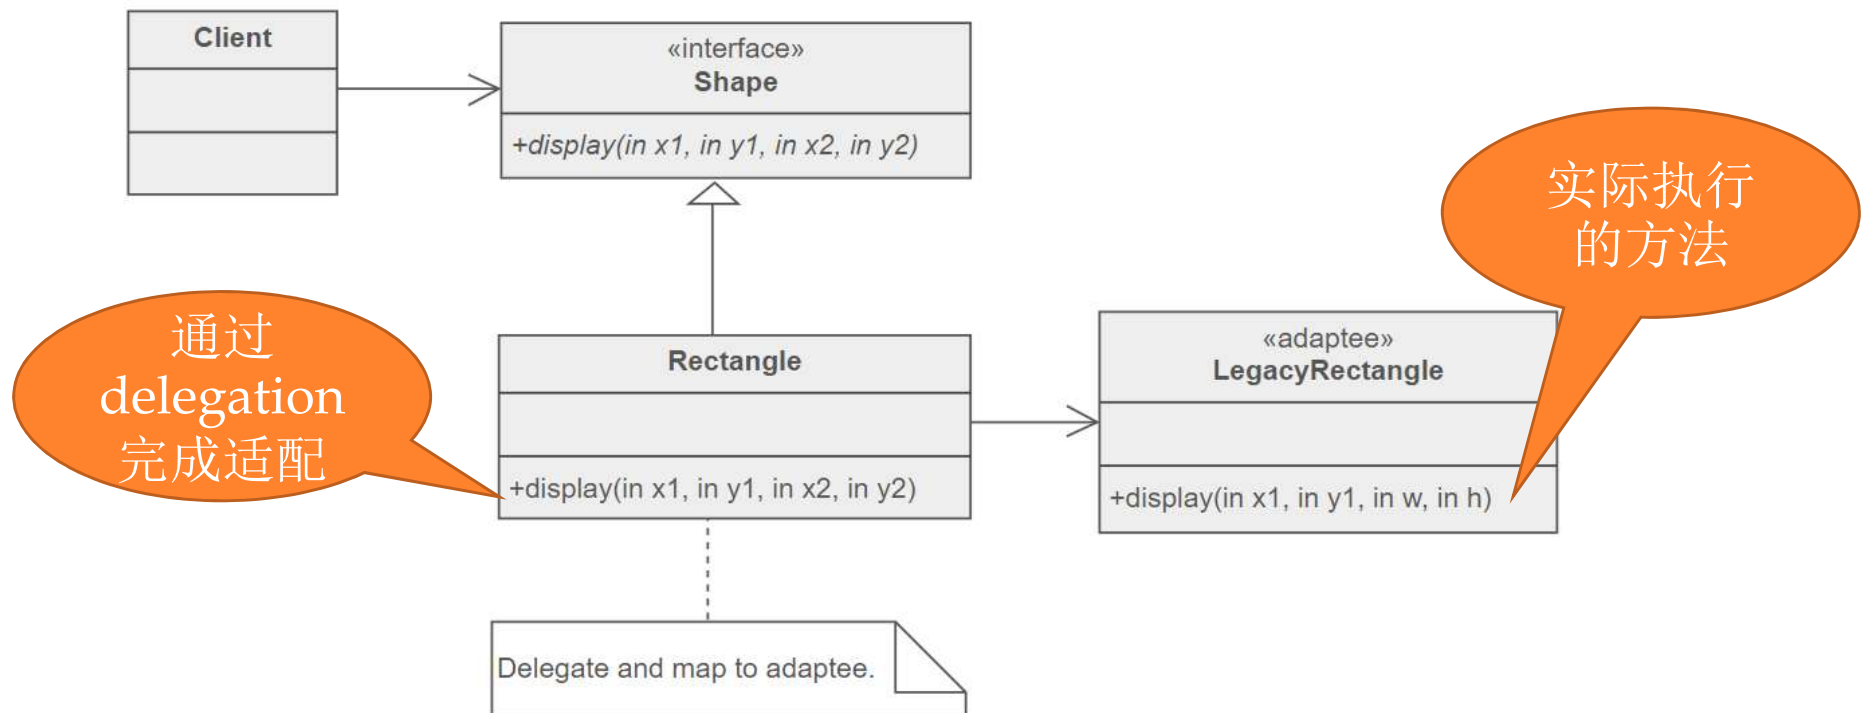 Client
«interface»
Shape
+display(in x1, in y1, in x2, in y2)
实际执行
的方法
通过
delegation
完成适配
Rectangle
+display(in x1, in y1, in x2, in y2)
«adaptee»
LegacyRectangle
+display(in x1, in y1, in w, in h)
Delegate and map to adaptee.